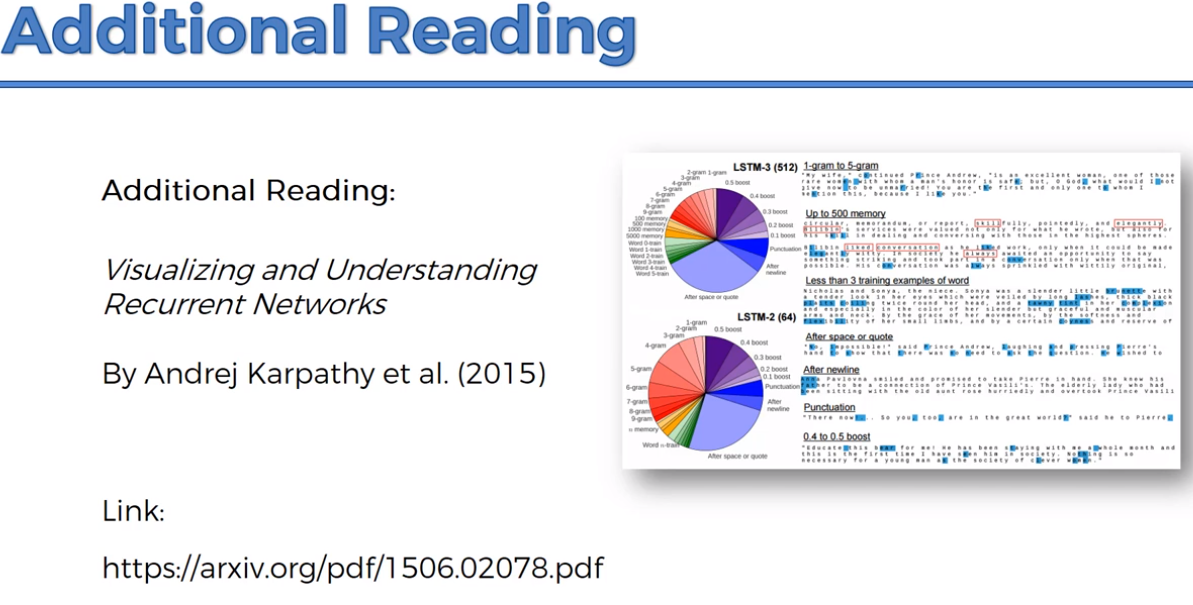 Additional Reading
Additional Reading:
Visualizing and Understanding
Recurrent Networks
By Andrej Karpathy et al. (2015)
Link:
https://arxiv.org/pdf/1506.02078.pdf
LSTM-3 (512)
2-gram 1-gram
3-gram
4-gram
5-gram
6-gram
7-gram
8-gram
9-gram
100 memory
500 memory
1000 memory
5000 memory
Word 0-train
Word 1-train
Word 2-train
Word 3-train
Word 4-train
Word 5-train
0.5 boost
0.4 boost
0.3 boost
0.2 boost
0.1 boost
Punctuation
After
newline
After space or quote
LSTM-2 (64)
1-gram
2-gram
3-gram
4-gram
5-gram
6-gram
7-gram
8-gram
9-gram
n memory
Word n-train
0.5 boost
0.4 boost
0.3 boost
0.2 boost
0.1 boost
Punctuation
After
newline
After space or quote
1-gram to 5-gram
"My wife," continued Prince Andrew, "is an excellent woman, one of those
rare women with whom a man's honor is safe. but, O God, what would I not
give now to be unmarried! You are the first and only one to whom I
mention this, because I like you."
Up to 500 memory
circular, memorandum, or report, skillfully, pointedly, and elegantly.
services were valued not only for what he wrote, but also for
his skill in dealing and conversing with those in the highest spheres.
Bilibin liked conversation as he liked work, only when it could be made
elegantly witty. In society he always awaited an opportunity to say
something striking and took part in a conversation only when that was
possible. His conversation was always sprinkled with wittily original,
Less than 3 training examples of word
Nicholas and Sonya, the niece. Sonya was a slender little brunette with
a tender look in her eyes which were veiled by long lashes, thick black
plaits coiling twice round her head, and a tawny tint in her complexion
and especially in the color of her slender but graceful and muscular
arms and neck. By the grace of her movements, by the softness and
flexibility of her small limbs, and by a certain coyness and reserve of
After space or quote
"No, impossible!" said Prince Andrew, laughing and pressing Pierre's
hand to show that there was no need to ask the question. He wished to
After newline
Anna Pavlovna smiled and promised to take Pierre in hand. She knew his
father to be a connection of Prince Vasili's. The elderly lady who had
been sitting with the old aunt rose hurriedly and overtook Prince Vasili
Punctuation
"There now!... So you, too, are in the great world?" said he to Pierre.
0.4 to 0.5 boost
"Educate this bear for me! He has been staying with me a whole month and
this is the first time I have seen him in society. Nothing is so
necessary for a young man as the society of clever women."